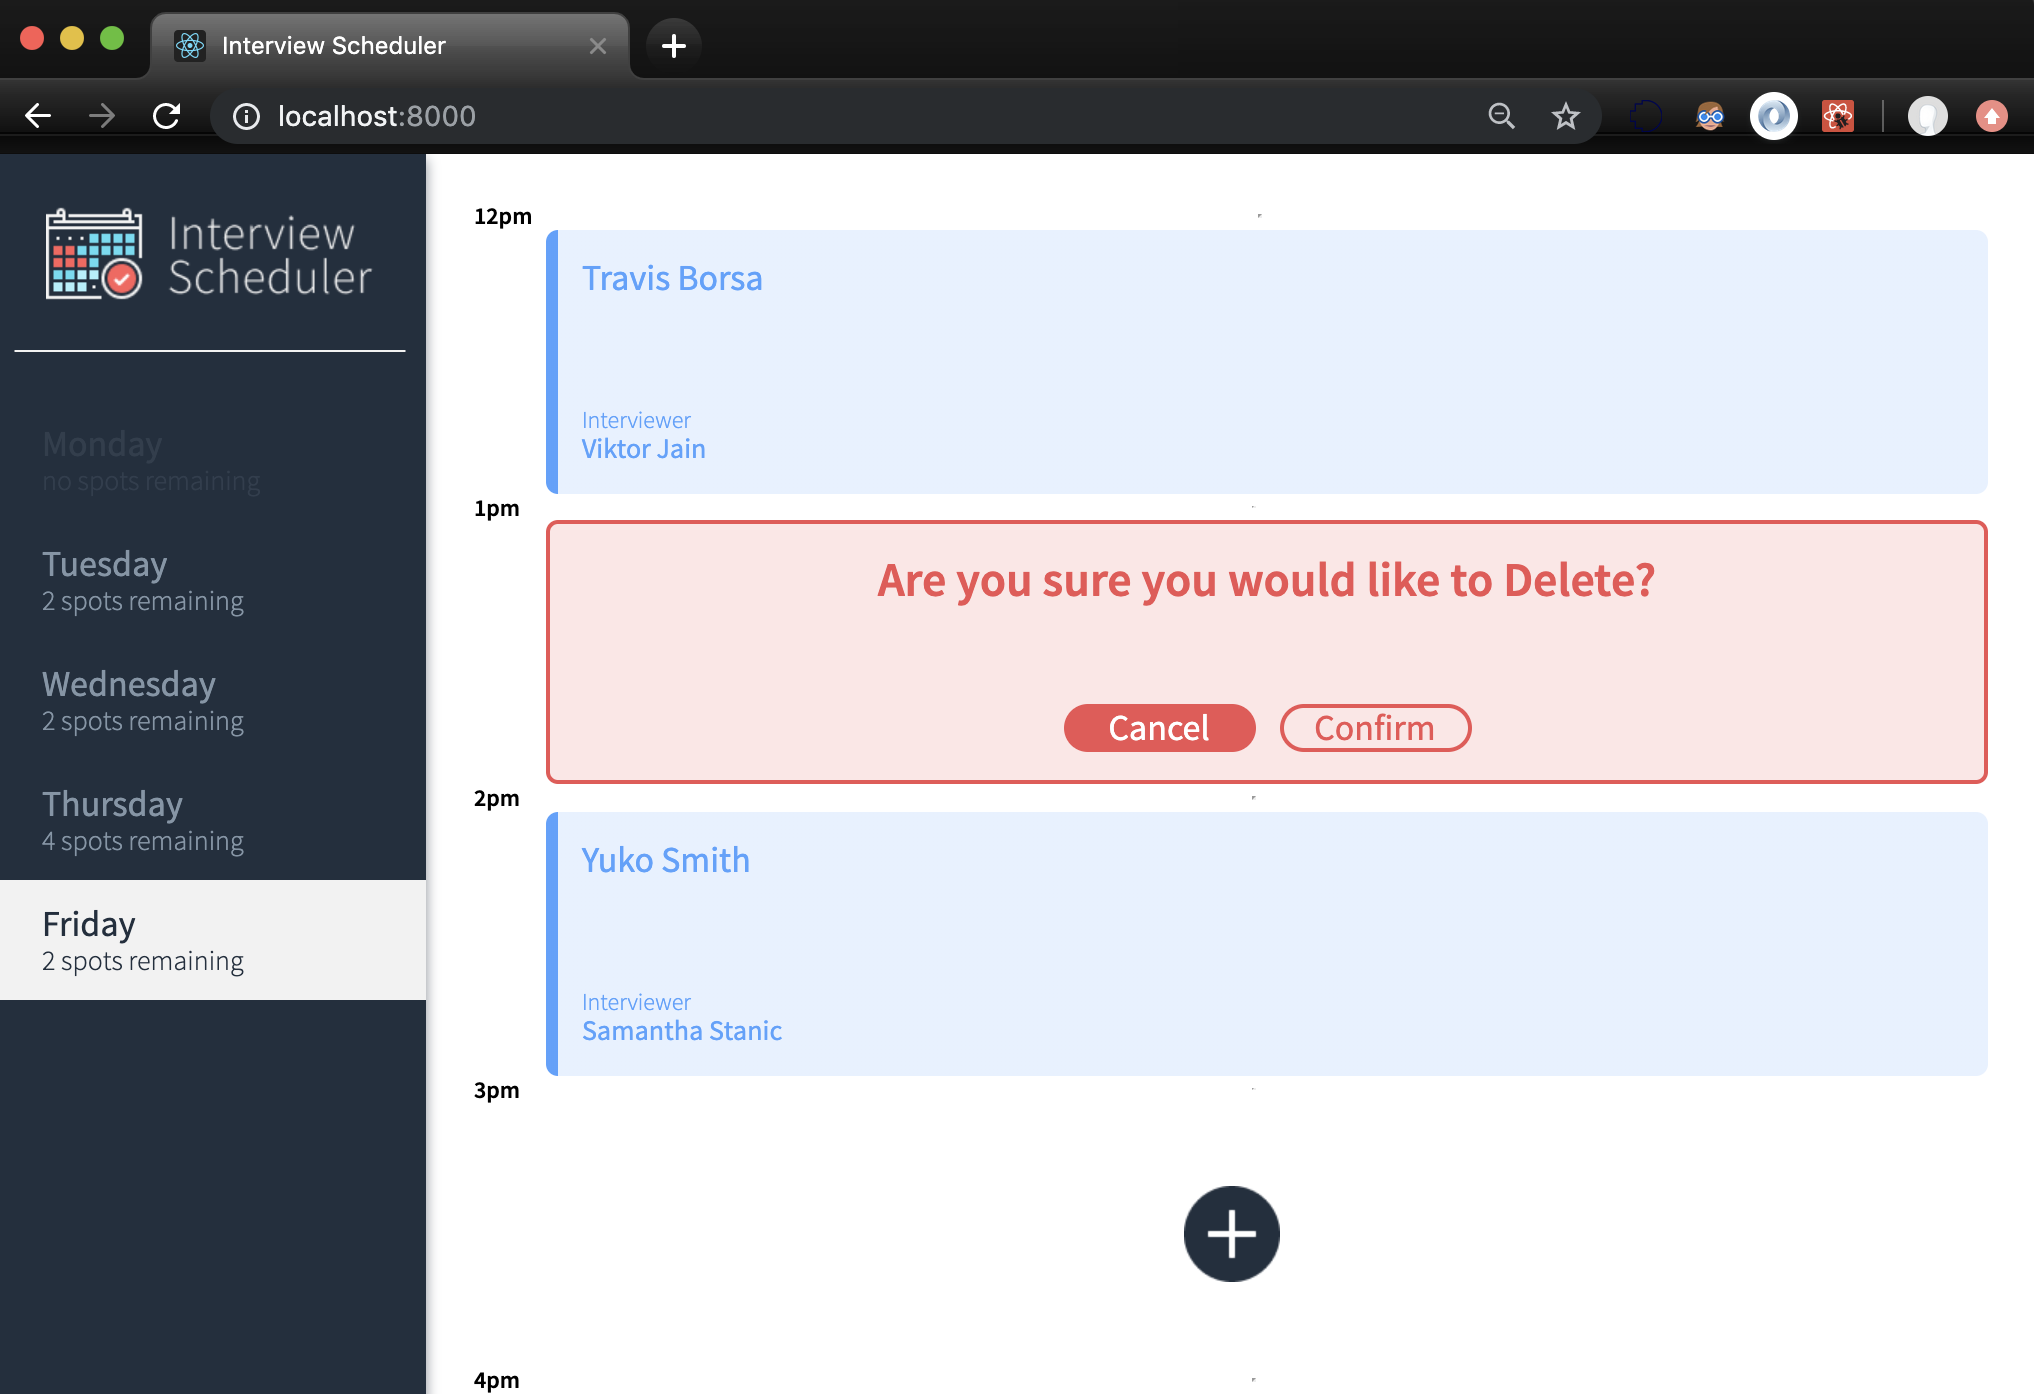 Interview Scheduler
localhost:8000
Interview
Scheduler
Monday
no spots remaining
Tuesday
2 spots remaining
Wednesday
2 spots remaining
Thursday
4 spots remaining
Friday
2 spots remaining
12pm
Travis Borsa
Interviewer
Viktor Jain
1pm
Are you sure you would like to Delete?
Cancel Confirm
2pm
Yuko Smith
Interviewer
Samantha Stanic
3pm
4pm